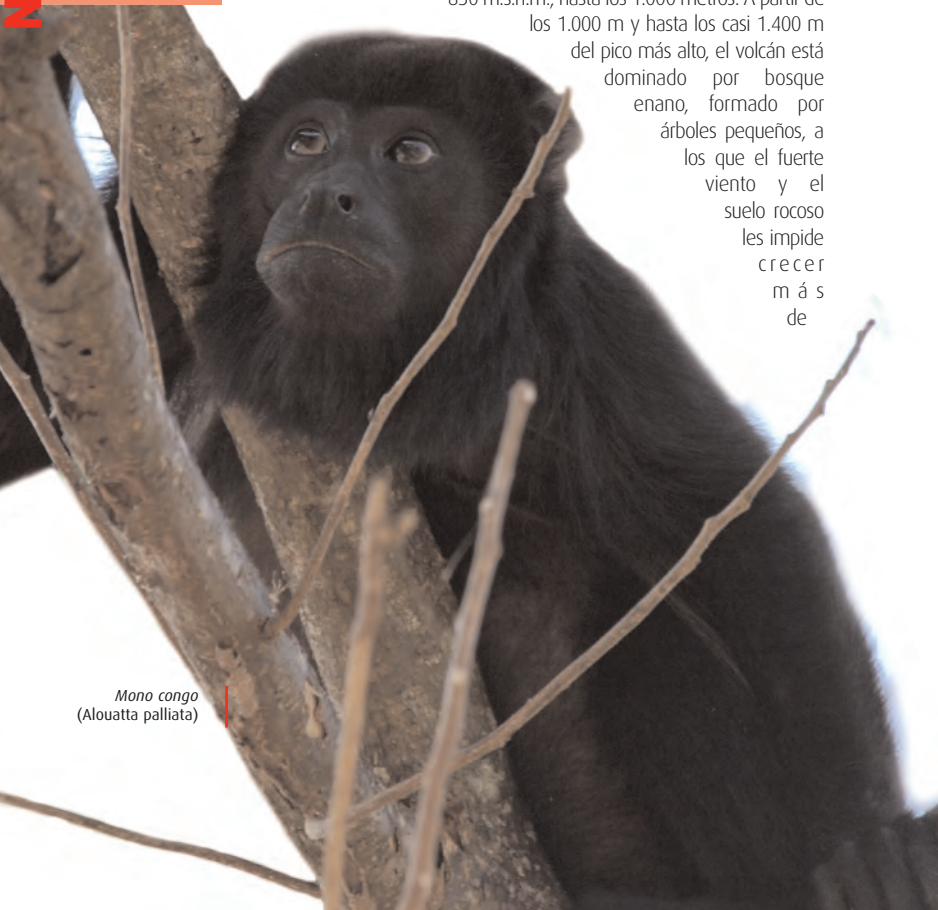 850 m.s.n.m., hasta los 1.000 metros. A partir de
los 1.000 m y hasta los casi 1.400 m
del pico más alto, el volcán está
dominado por bosque
enano, formado por
árboles pequeños, a
los que el fuerte
viento y el
suelo rocoso
les impide
crecer
más
de
Mono congo
(Alouatta palliata)